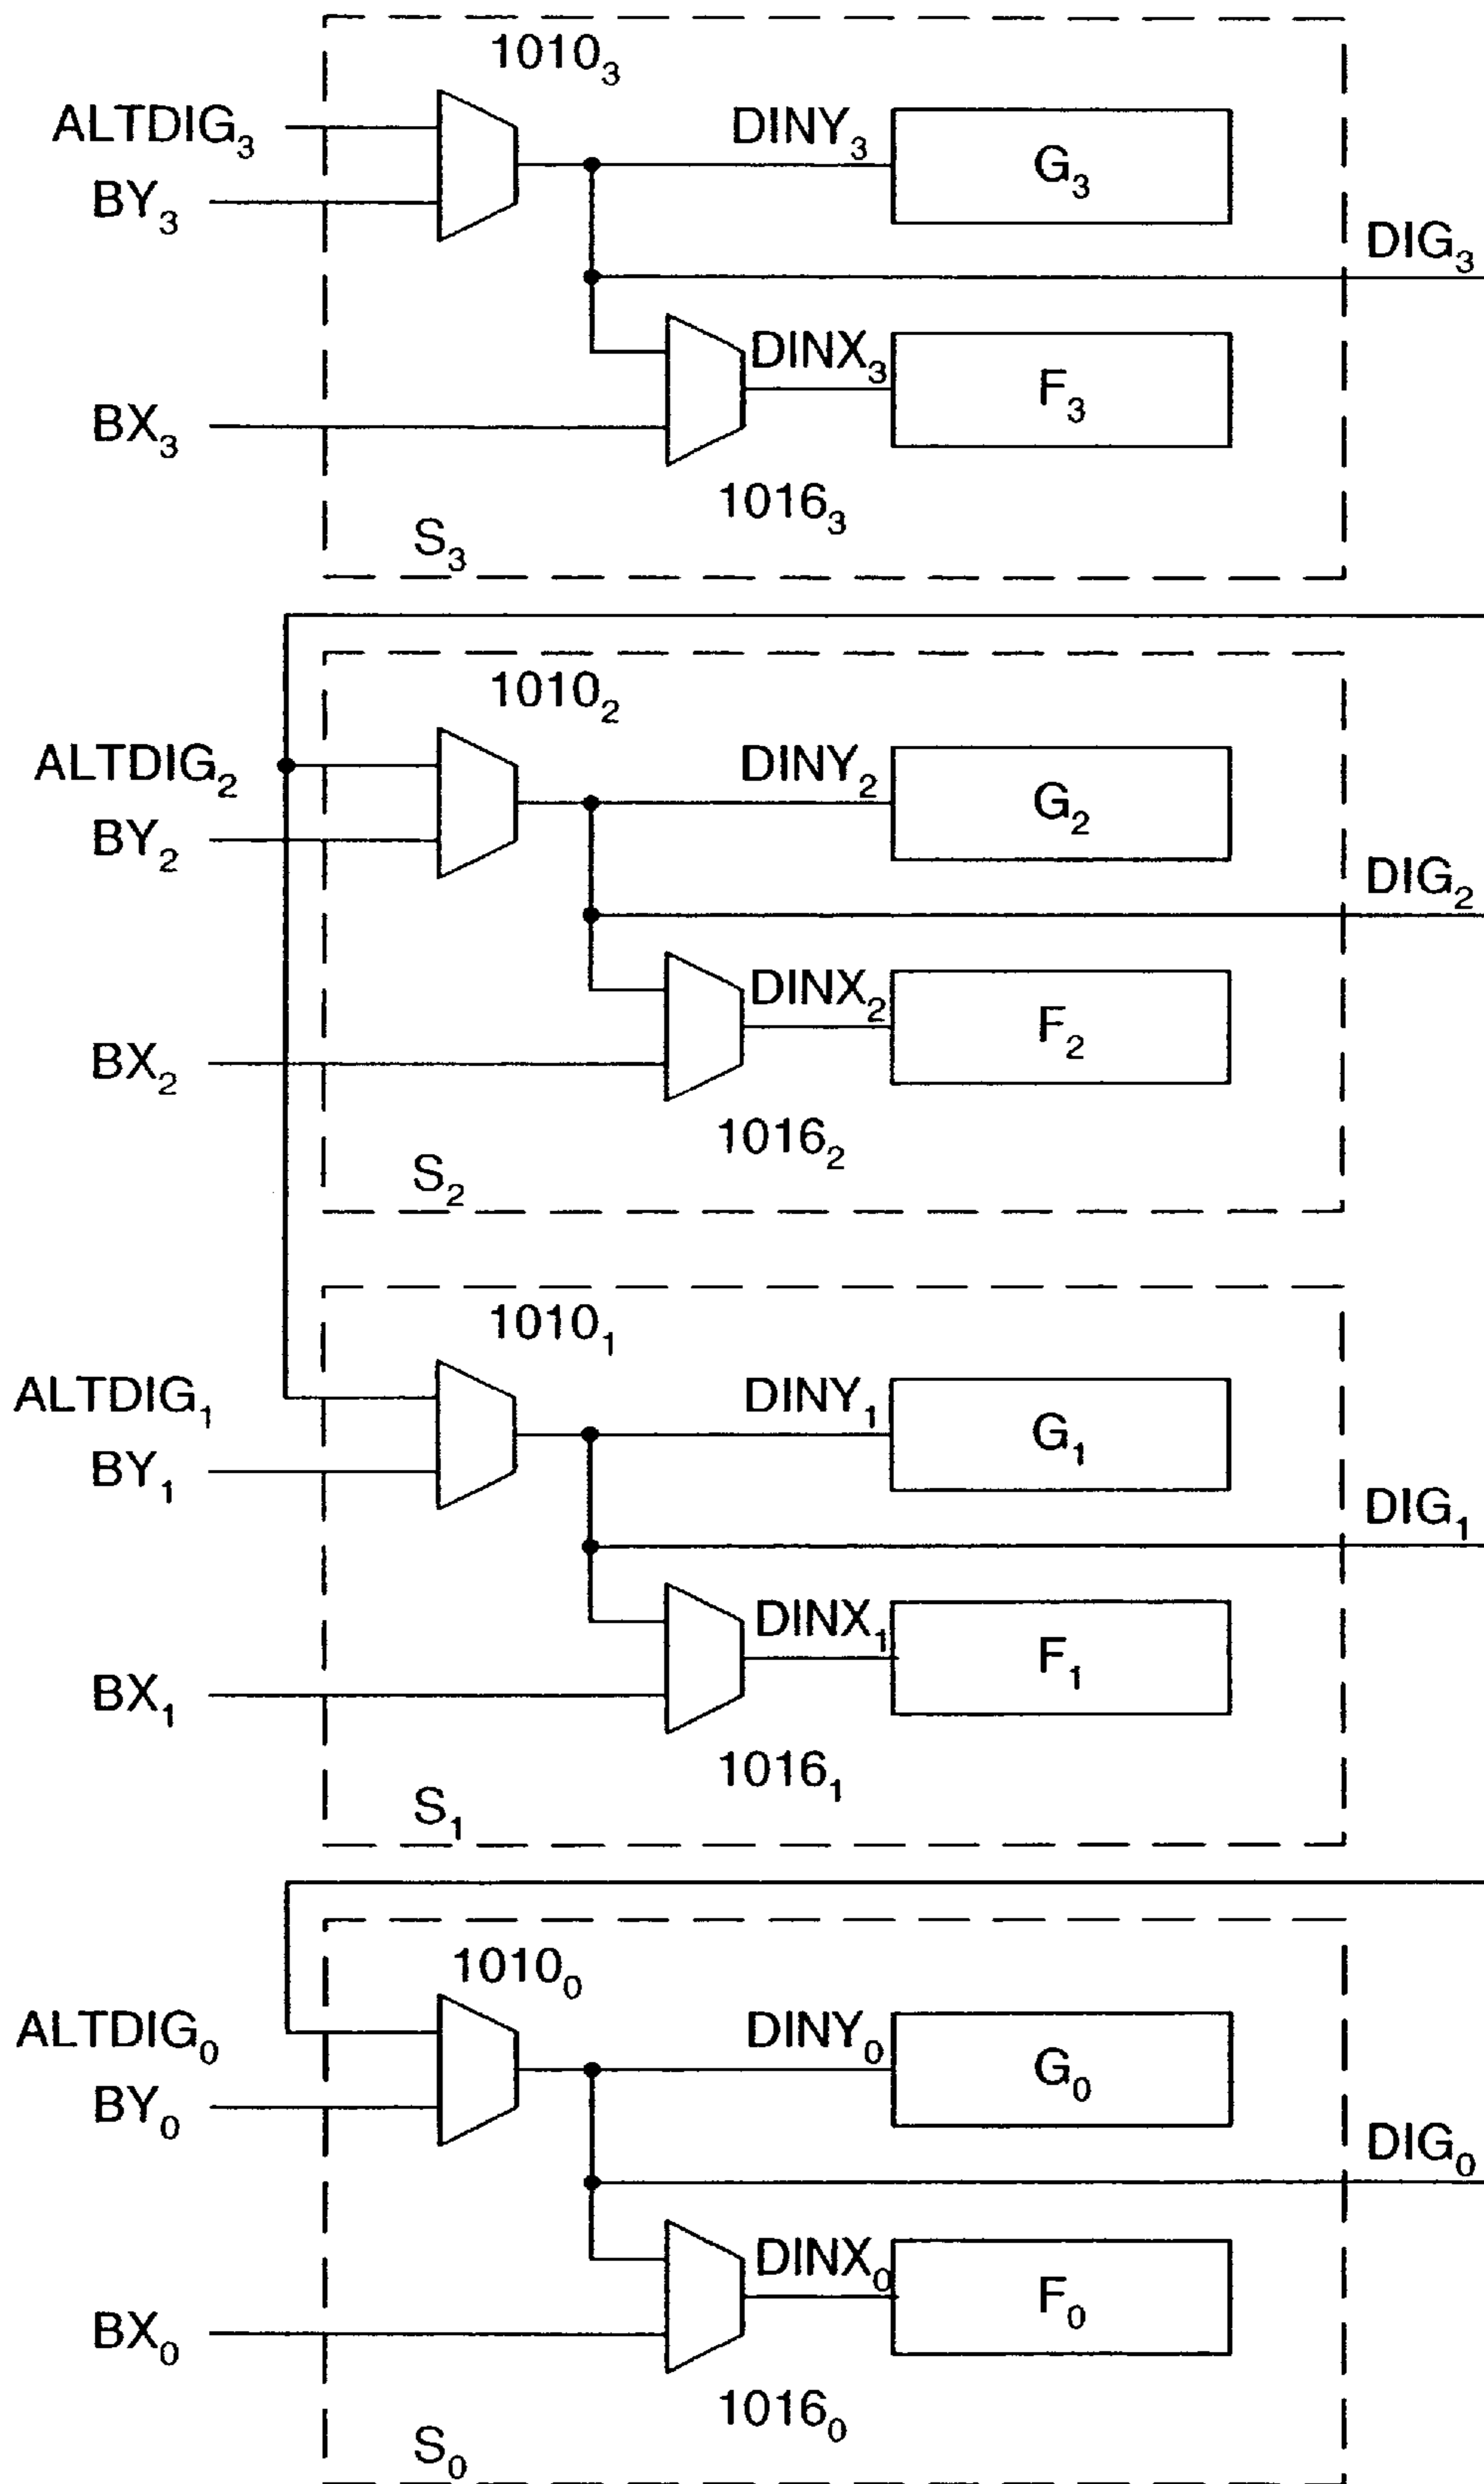 1010₃
ALTDIG₃
DINY₃
G₃
BY₃
DIG₃
DINX₃
F₃
BX₃
1016₃
S₃
1010₂
ALTDIG₂
DINY₂
G₂
BY₂
DIG₂
DINX₂
F₂
BX₂
1016₂
S₂
1010₁
ALTDIG₁
DINY₁
G₁
BY₁
DIG₁
DINX₁
F₁
BX₁
1016₁
S₁
1010₀
ALTDIG₀
DINY₀
G₀
BY₀
DIG₀
DINX₀
F₀
BX₀
1016₀
S₀